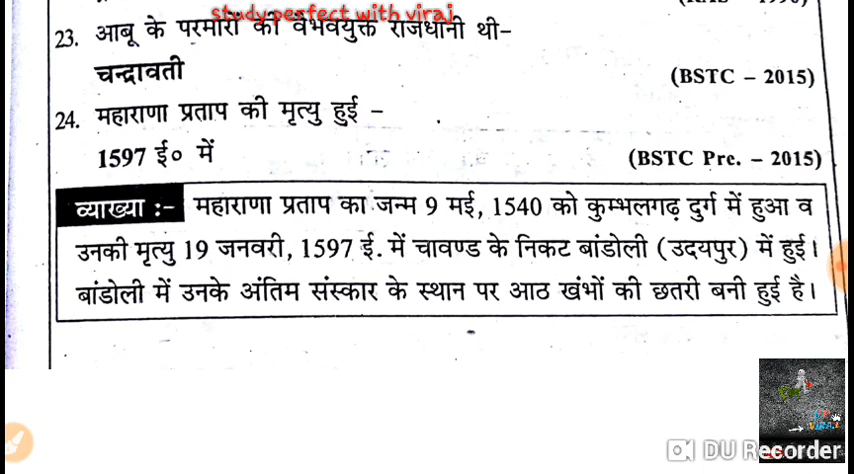 study perfect with viraj
23. आबू के परमारों की वैभवयुक्त राजधानी थी–
चन्द्रावती (BSTC – 2015)
24. महाराणा प्रताप की मृत्यु हुई –
1597 ई० में (BSTC Pre. – 2015)
व्याख्या :- महाराणा प्रताप का जन्म 9 मई, 1540 को कुम्भलगढ़ दुर्ग में हुआ व
उनकी मृत्यु 19 जनवरी, 1597 ई. में चावण्ड के निकट बांडोली (उदयपुर) में हुई।
बांडोली में उनके अंतिम संस्कार के स्थान पर आठ खंभों की छतरी बनी हुई है।
VIRAJ
DU Recorder